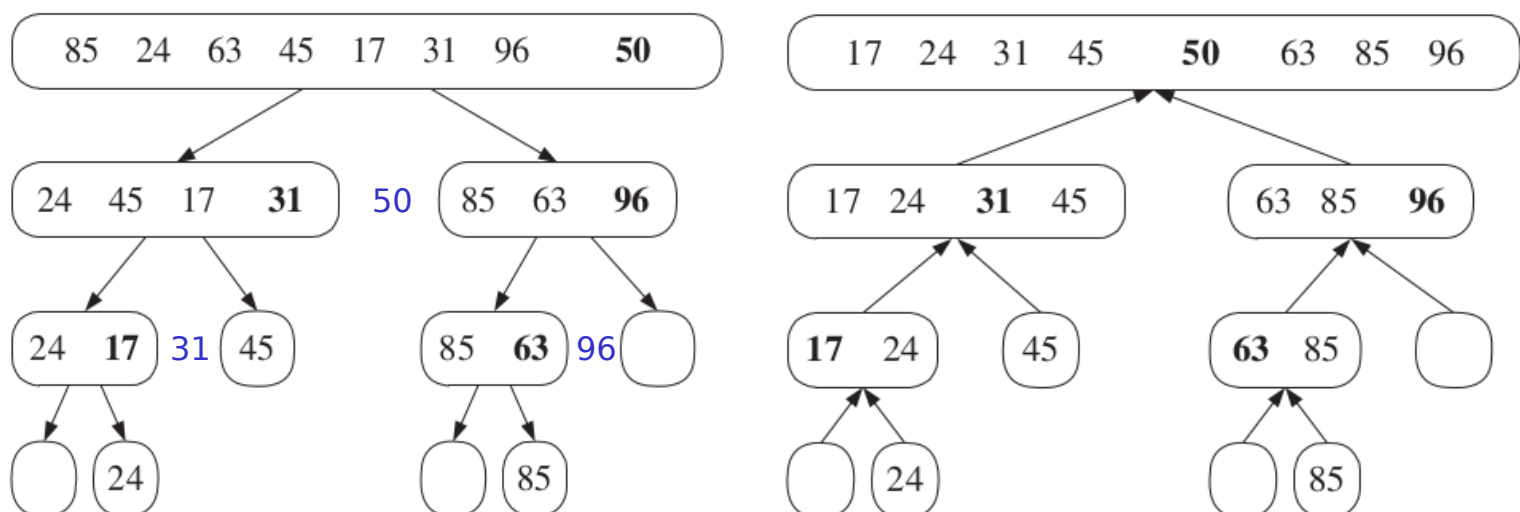 85 24 63 45 17 31 96 50
24 45 17 31 50 85 63 96
24 17 31 45 85 63 96
24 85
17 24 31 45 50 63 85 96
17 24 31 45 63 85 96
17 24 45 63 85
24 85